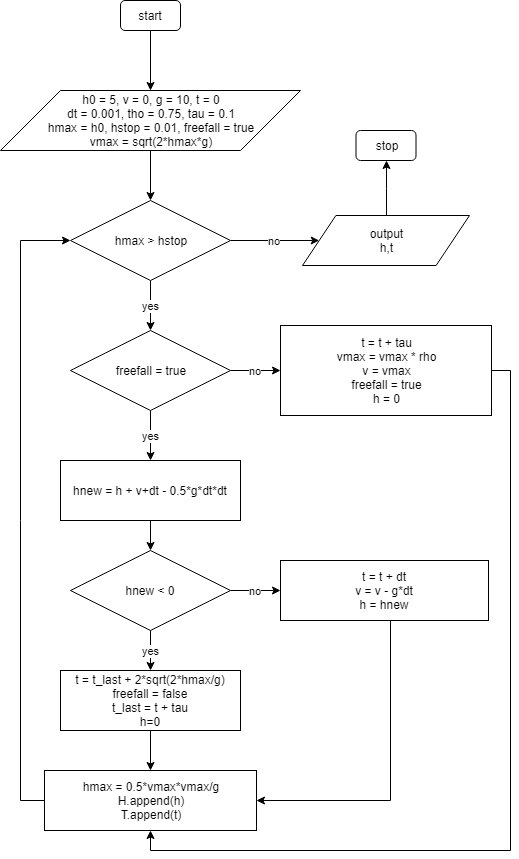 start
h0 = 5, v = 0, g = 10, t = 0
dt = 0.001, tho = 0.75, tau = 0.1
hmax = h0, hstop = 0.01, freefall = true
vmax = sqrt(2*hmax*g)
stop
hmax > hstop
no
output
h,t
yes
freefall = true
no
t = t + tau
vmax = vmax * rho
v = vmax
freefall = true
h = 0
yes
hnew = h + v+dt - 0.5*g*dt*dt
hnew < 0
no
t = t + dt
v = v - g*dt
h = hnew
yes
t = t_last + 2*sqrt(2*hmax/g)
freefall = false
t_last = t + tau
h=0
hmax = 0.5*vmax*vmax/g
H.append(h)
T.append(t)